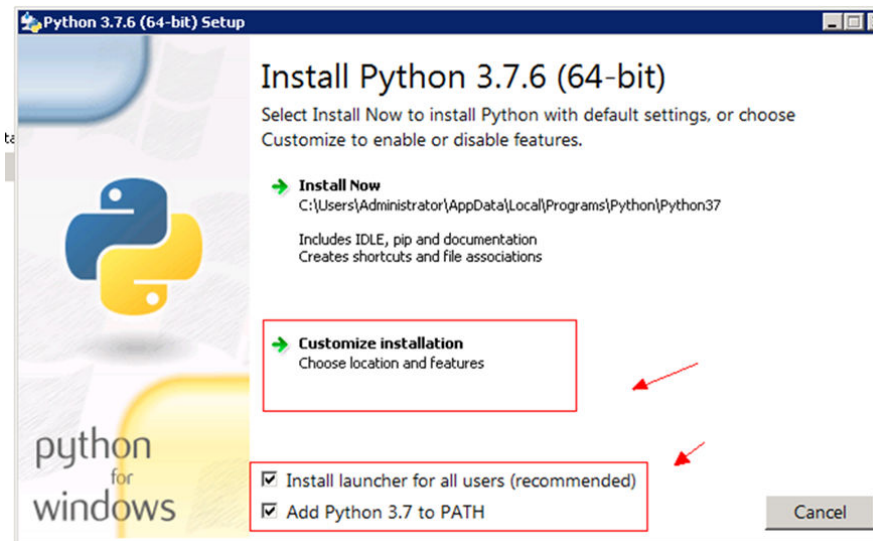 Python 3.7.6 (64-bit) Setup
Install Python 3.7.6 (64-bit)
Select Install Now to install Python with default settings, or choose
Customize to enable or disable features.
Install Now
C:\Users\Administrator\AppData\Local\Programs\Python\Python37
Includes IDLE, pip and documentation
Creates shortcuts and file associations
Customize installation
Choose location and features
python
for
windows
Install launcher for all users (recommended)
Add Python 3.7 to PATH
Cancel